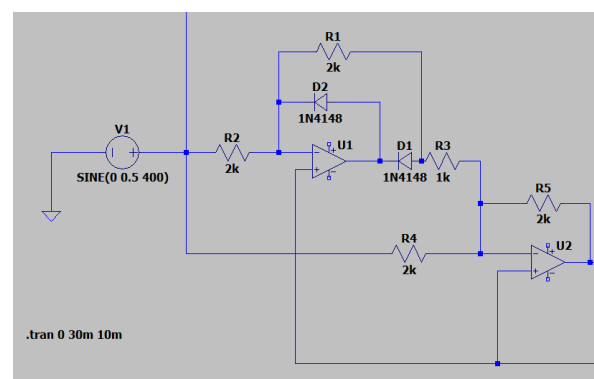 R1
2k
D2
1N4148
V1
R2
U1
D1
R3
2k
1N4148
1k
SINE(0 0.5 400)
R5
2k
R4
U2
2k
.tran 0 30m 10m